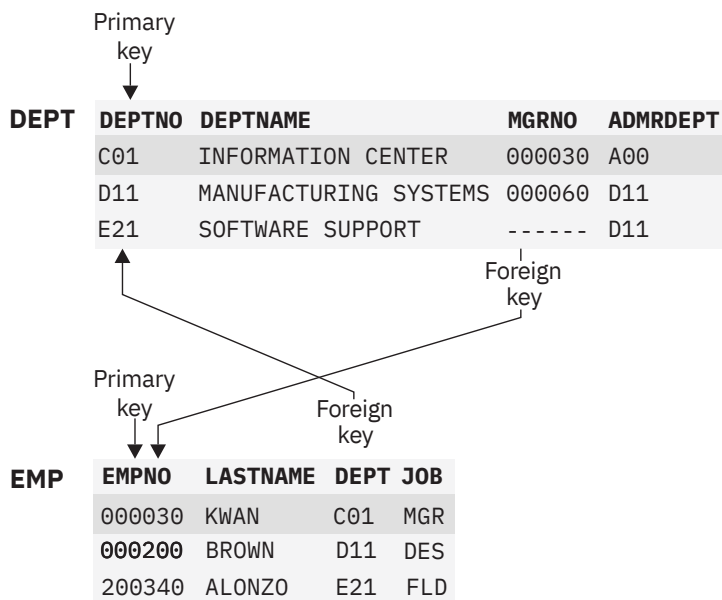 Primary
key
DEPT DEPTNO DEPTNAME MGRNO ADMRDEPT
C01 INFORMATION CENTER 000030 A00
D11 MANUFACTURING SYSTEMS 000060 D11
E21 SOFTWARE SUPPORT ------ D11
Foreign
key
Primary
key
Foreign
key
EMP EMPNO LASTNAME DEPT JOB
000030 KWAN C01 MGR
000200 BROWN D11 DES
200340 ALONZO E21 FLD